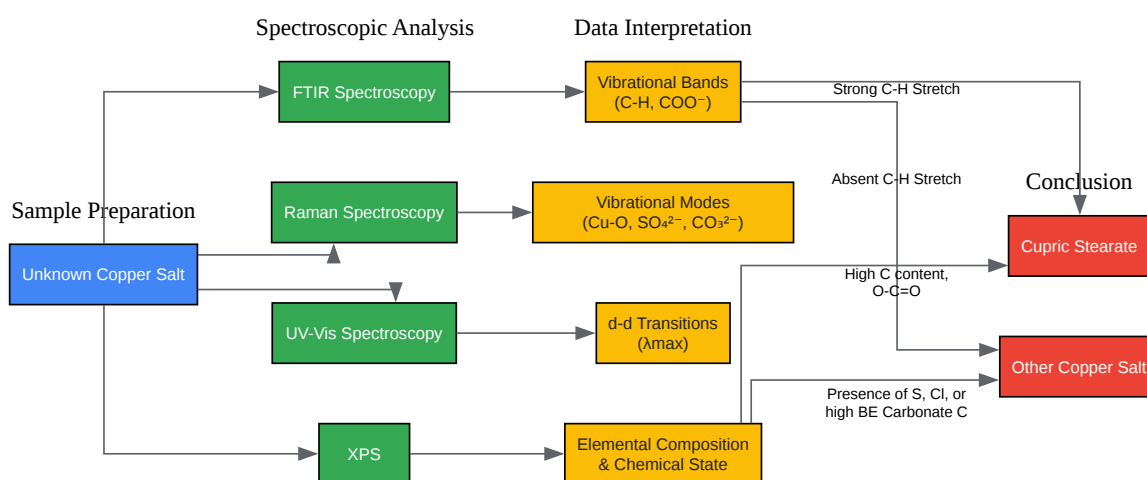 Spectroscopic Analysis
Data Interpretation
FTIR Spectroscopy
Vibrational Bands
(C-H, COO⁻)
Strong C-H Stretch
Absent C-H Stretch
Conclusion
Sample Preparation
Raman Spectroscopy
Vibrational Modes
(Cu-O, SO₄²⁻, CO₃²⁻)
Unknown Copper Salt
Cupric Stearate
High C content,
O-C=O
UV-Vis Spectroscopy
d-d Transitions
(λmax)
Other Copper Salt
Presence of S, Cl, or
high BE Carbonate C
XPS
Elemental Composition
& Chemical State